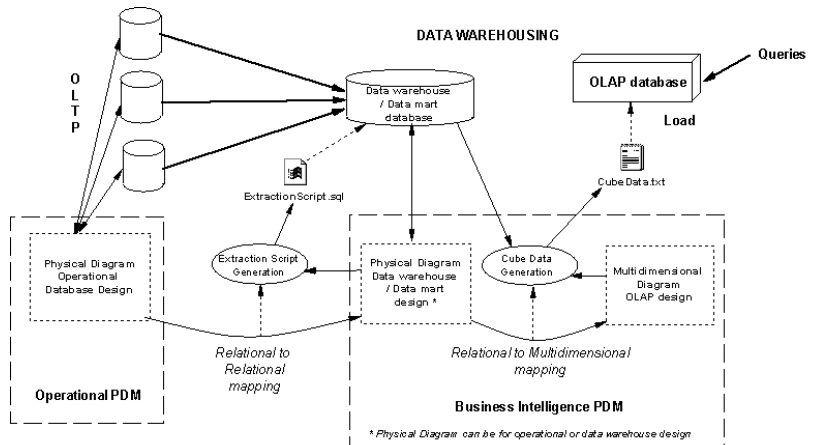 DATA WAREHOUSING
O
L
T
P
Data warehouse
/ Data mart
database
OLAP database
Queries
Load
ExtractionScript.sql
CubeData.txt
Physical Diagram
Operational
Database Design
Extraction Script
Generation
Physical Diagram
Data warehouse
/ Data mart
design *
Cube Data
Generation
Multidimensional
Diagram
OLAP design
Relational to
Relational
mapping
Relational to Multidimensional
mapping
Operational PDM
Business Intelligence PDM
* Physical Diagram can be for operational or data warehouse design